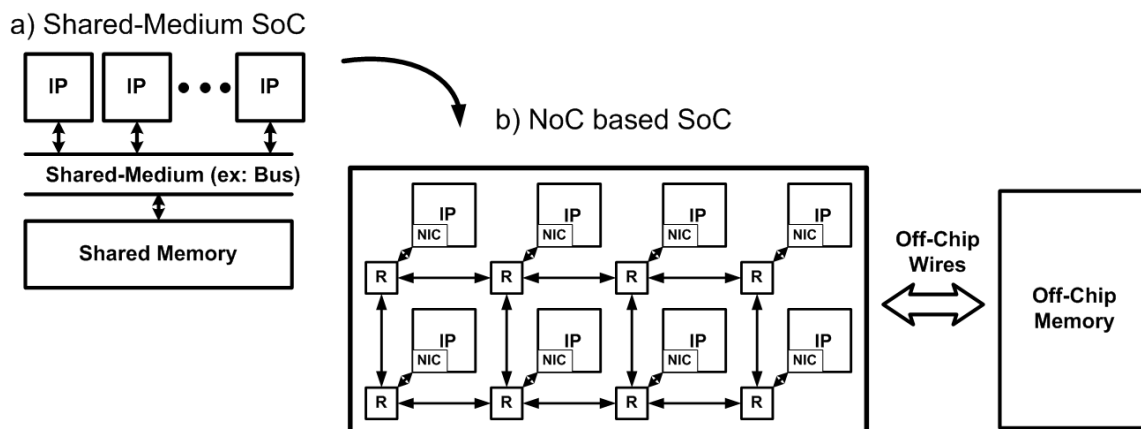 a) Shared-Medium SoC
IP IP IP
Shared-Medium (ex: Bus)
Shared Memory
b) NoC based SoC
IP IP IP IP
NIC NIC NIC NIC
R R R R
IP IP IP IP
NIC NIC NIC NIC
R R R R
Off-Chip
Wires
Off-Chip
Memory